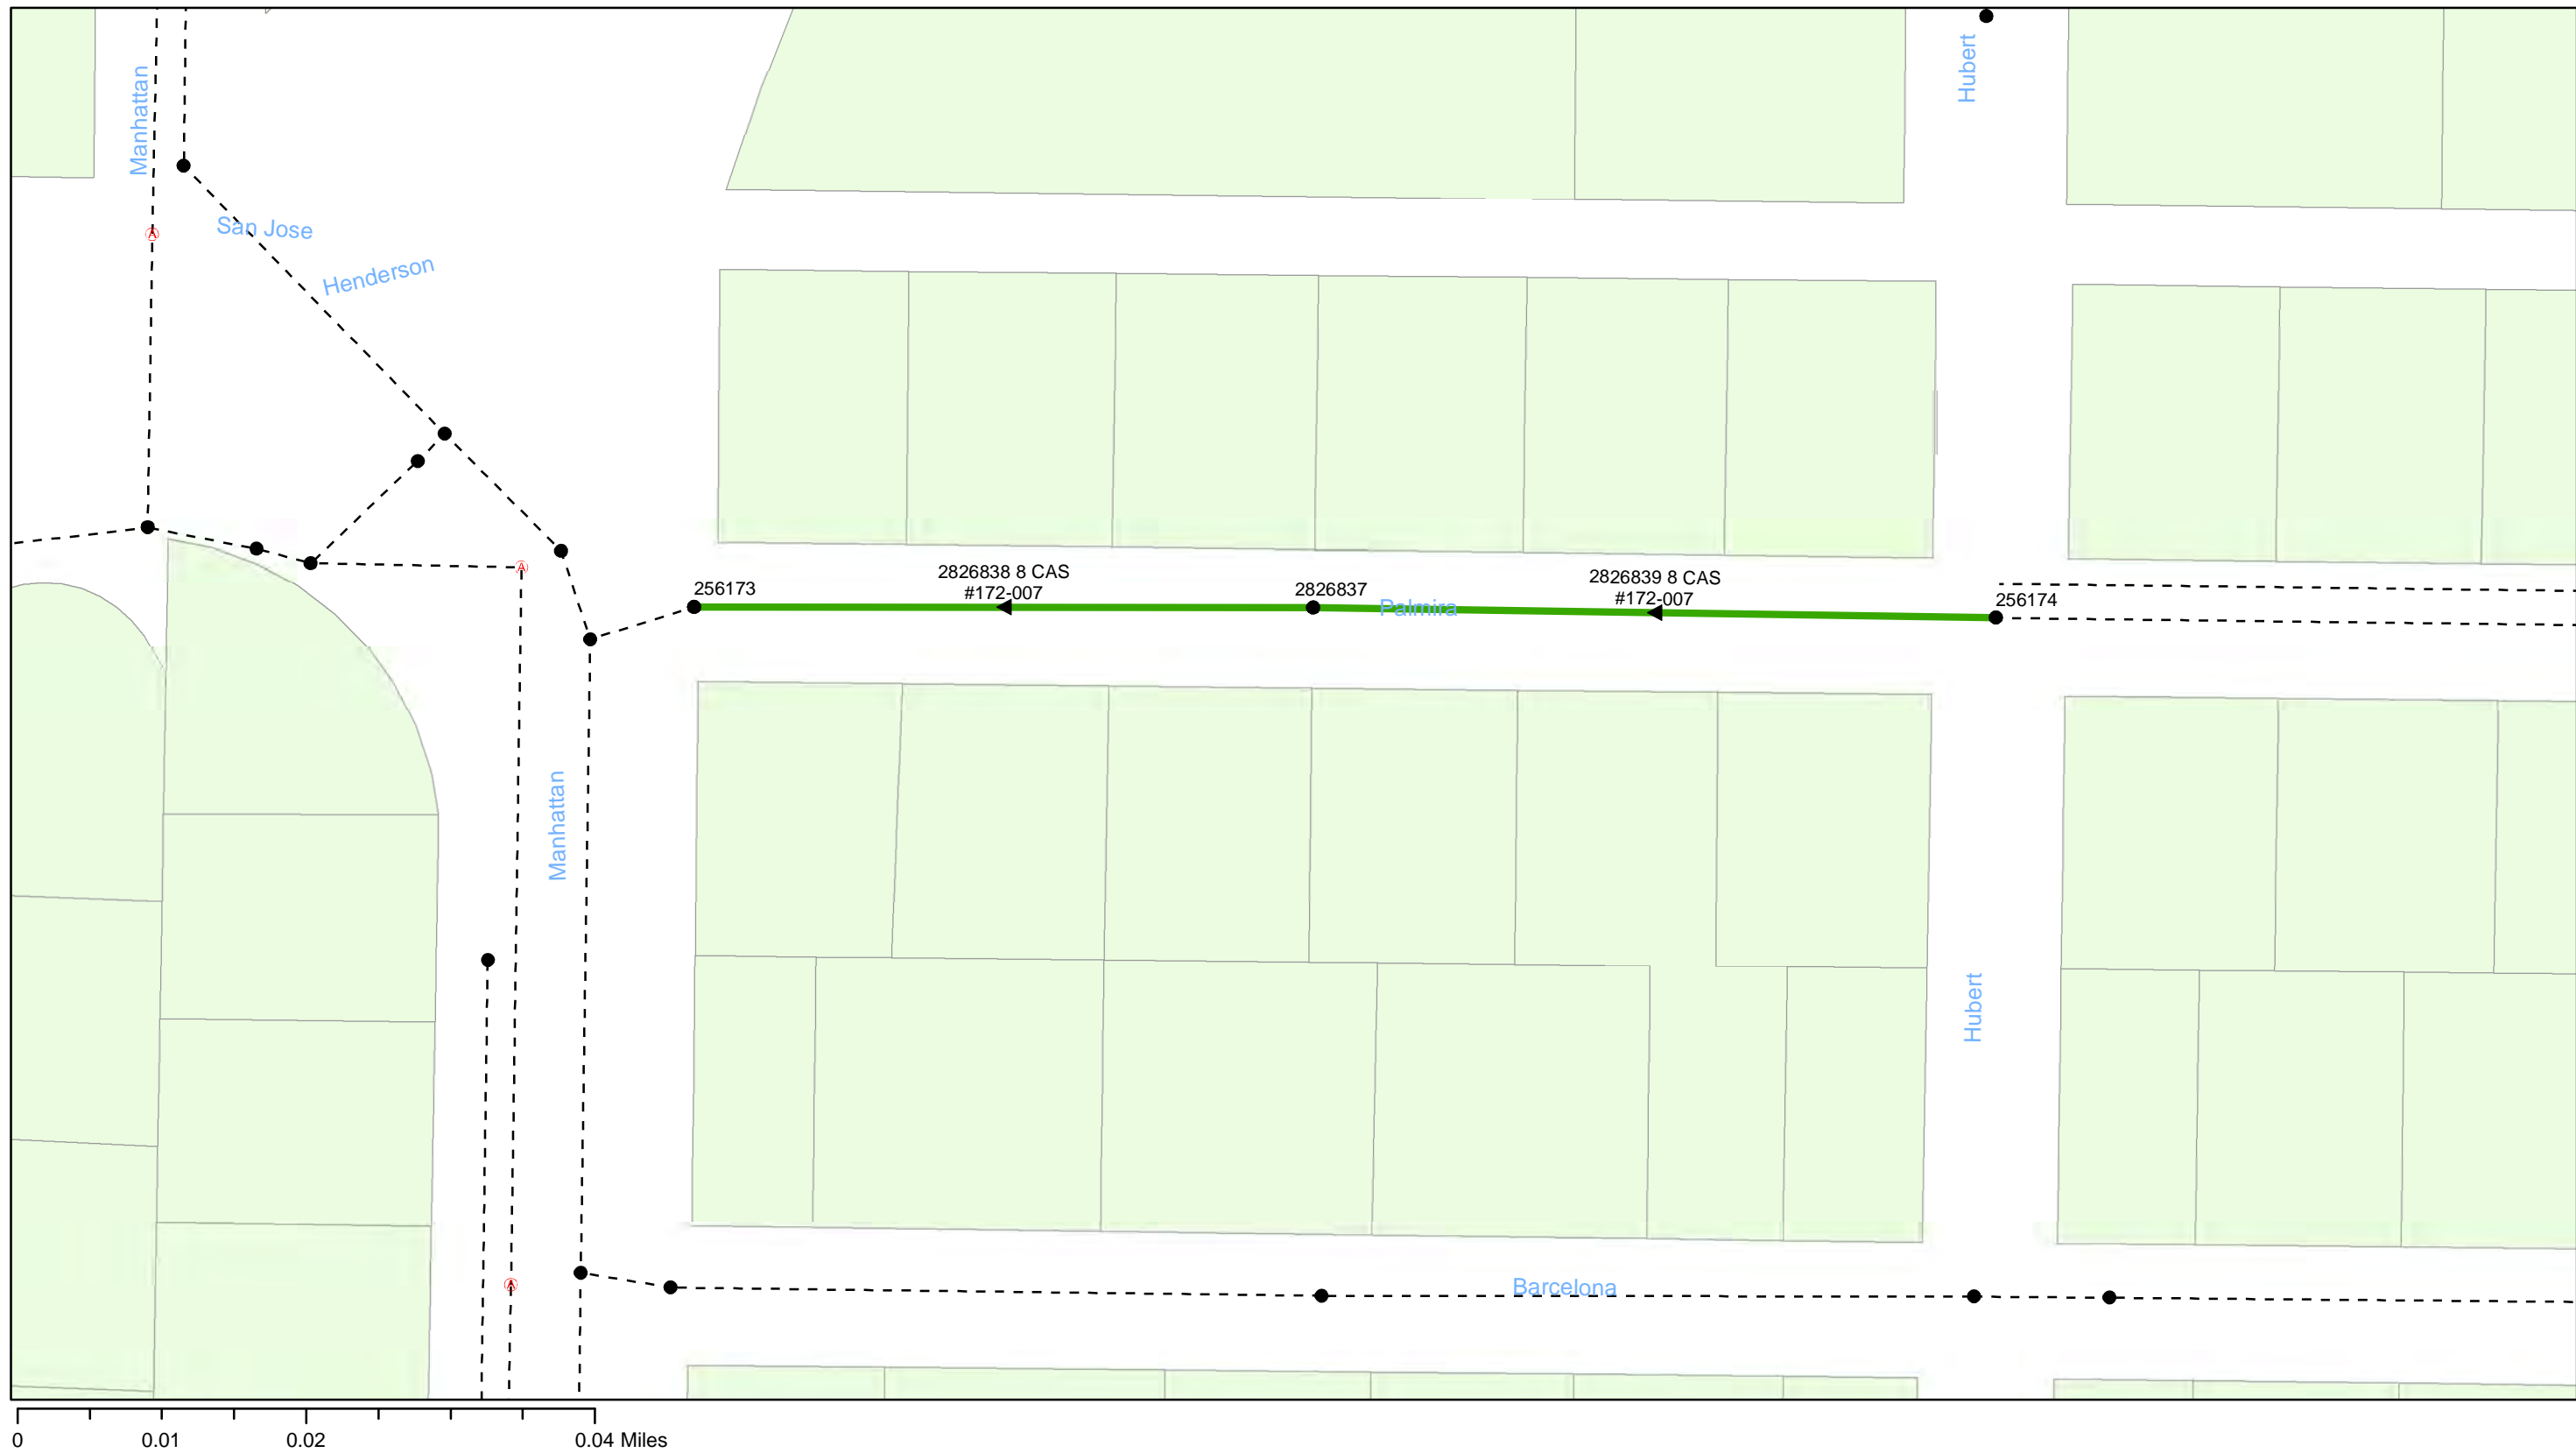 Manhattan
Hubert
San Jose
Henderson
A
A
256173
2826838 8 CAS
#172-007
2826837
Palmira
2826839 8 CAS
#172-007
256174
Manhattan
Hubert
A
Barcelona
0
0.01
0.02
0.04 Miles